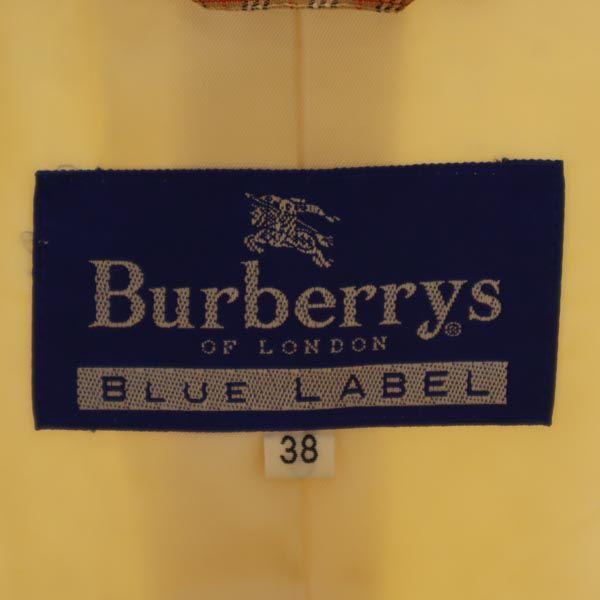 Burberrys®
OF LONDON
BLUE LABEL
38